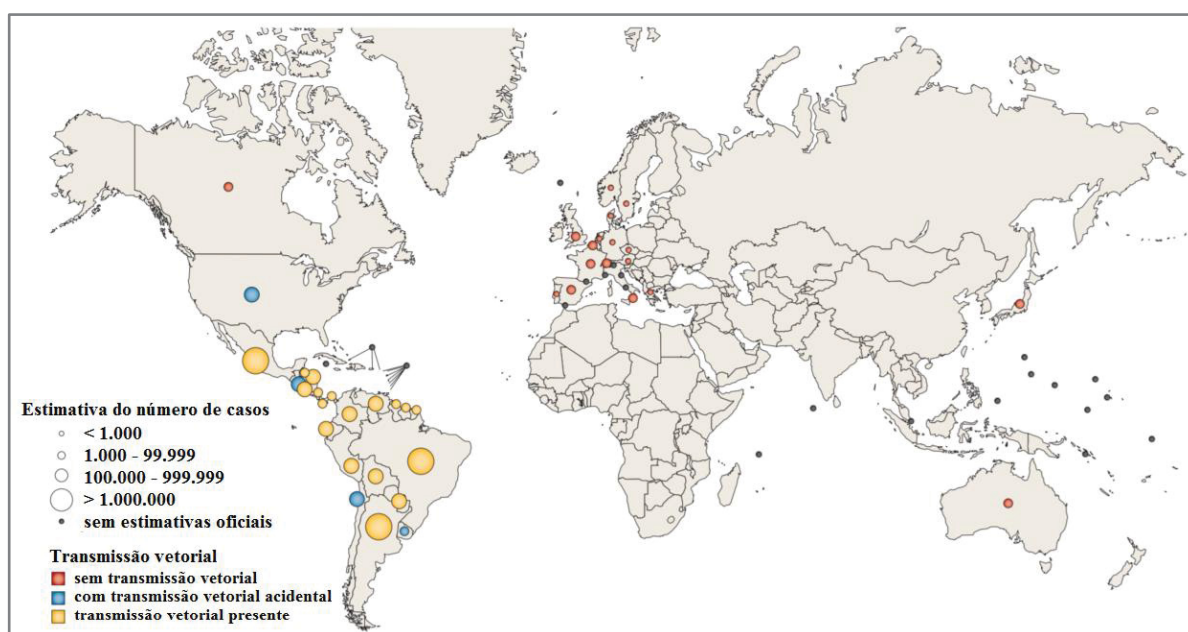 Estimativa do número de casos
< 1.000
1.000 - 99.999
100.000 - 999.999
> 1.000.000
sem estimativas oficiais
Transmissão vetorial
sem transmissão vetorial
com transmissão vetorial acidental
transmissão vetorial presente